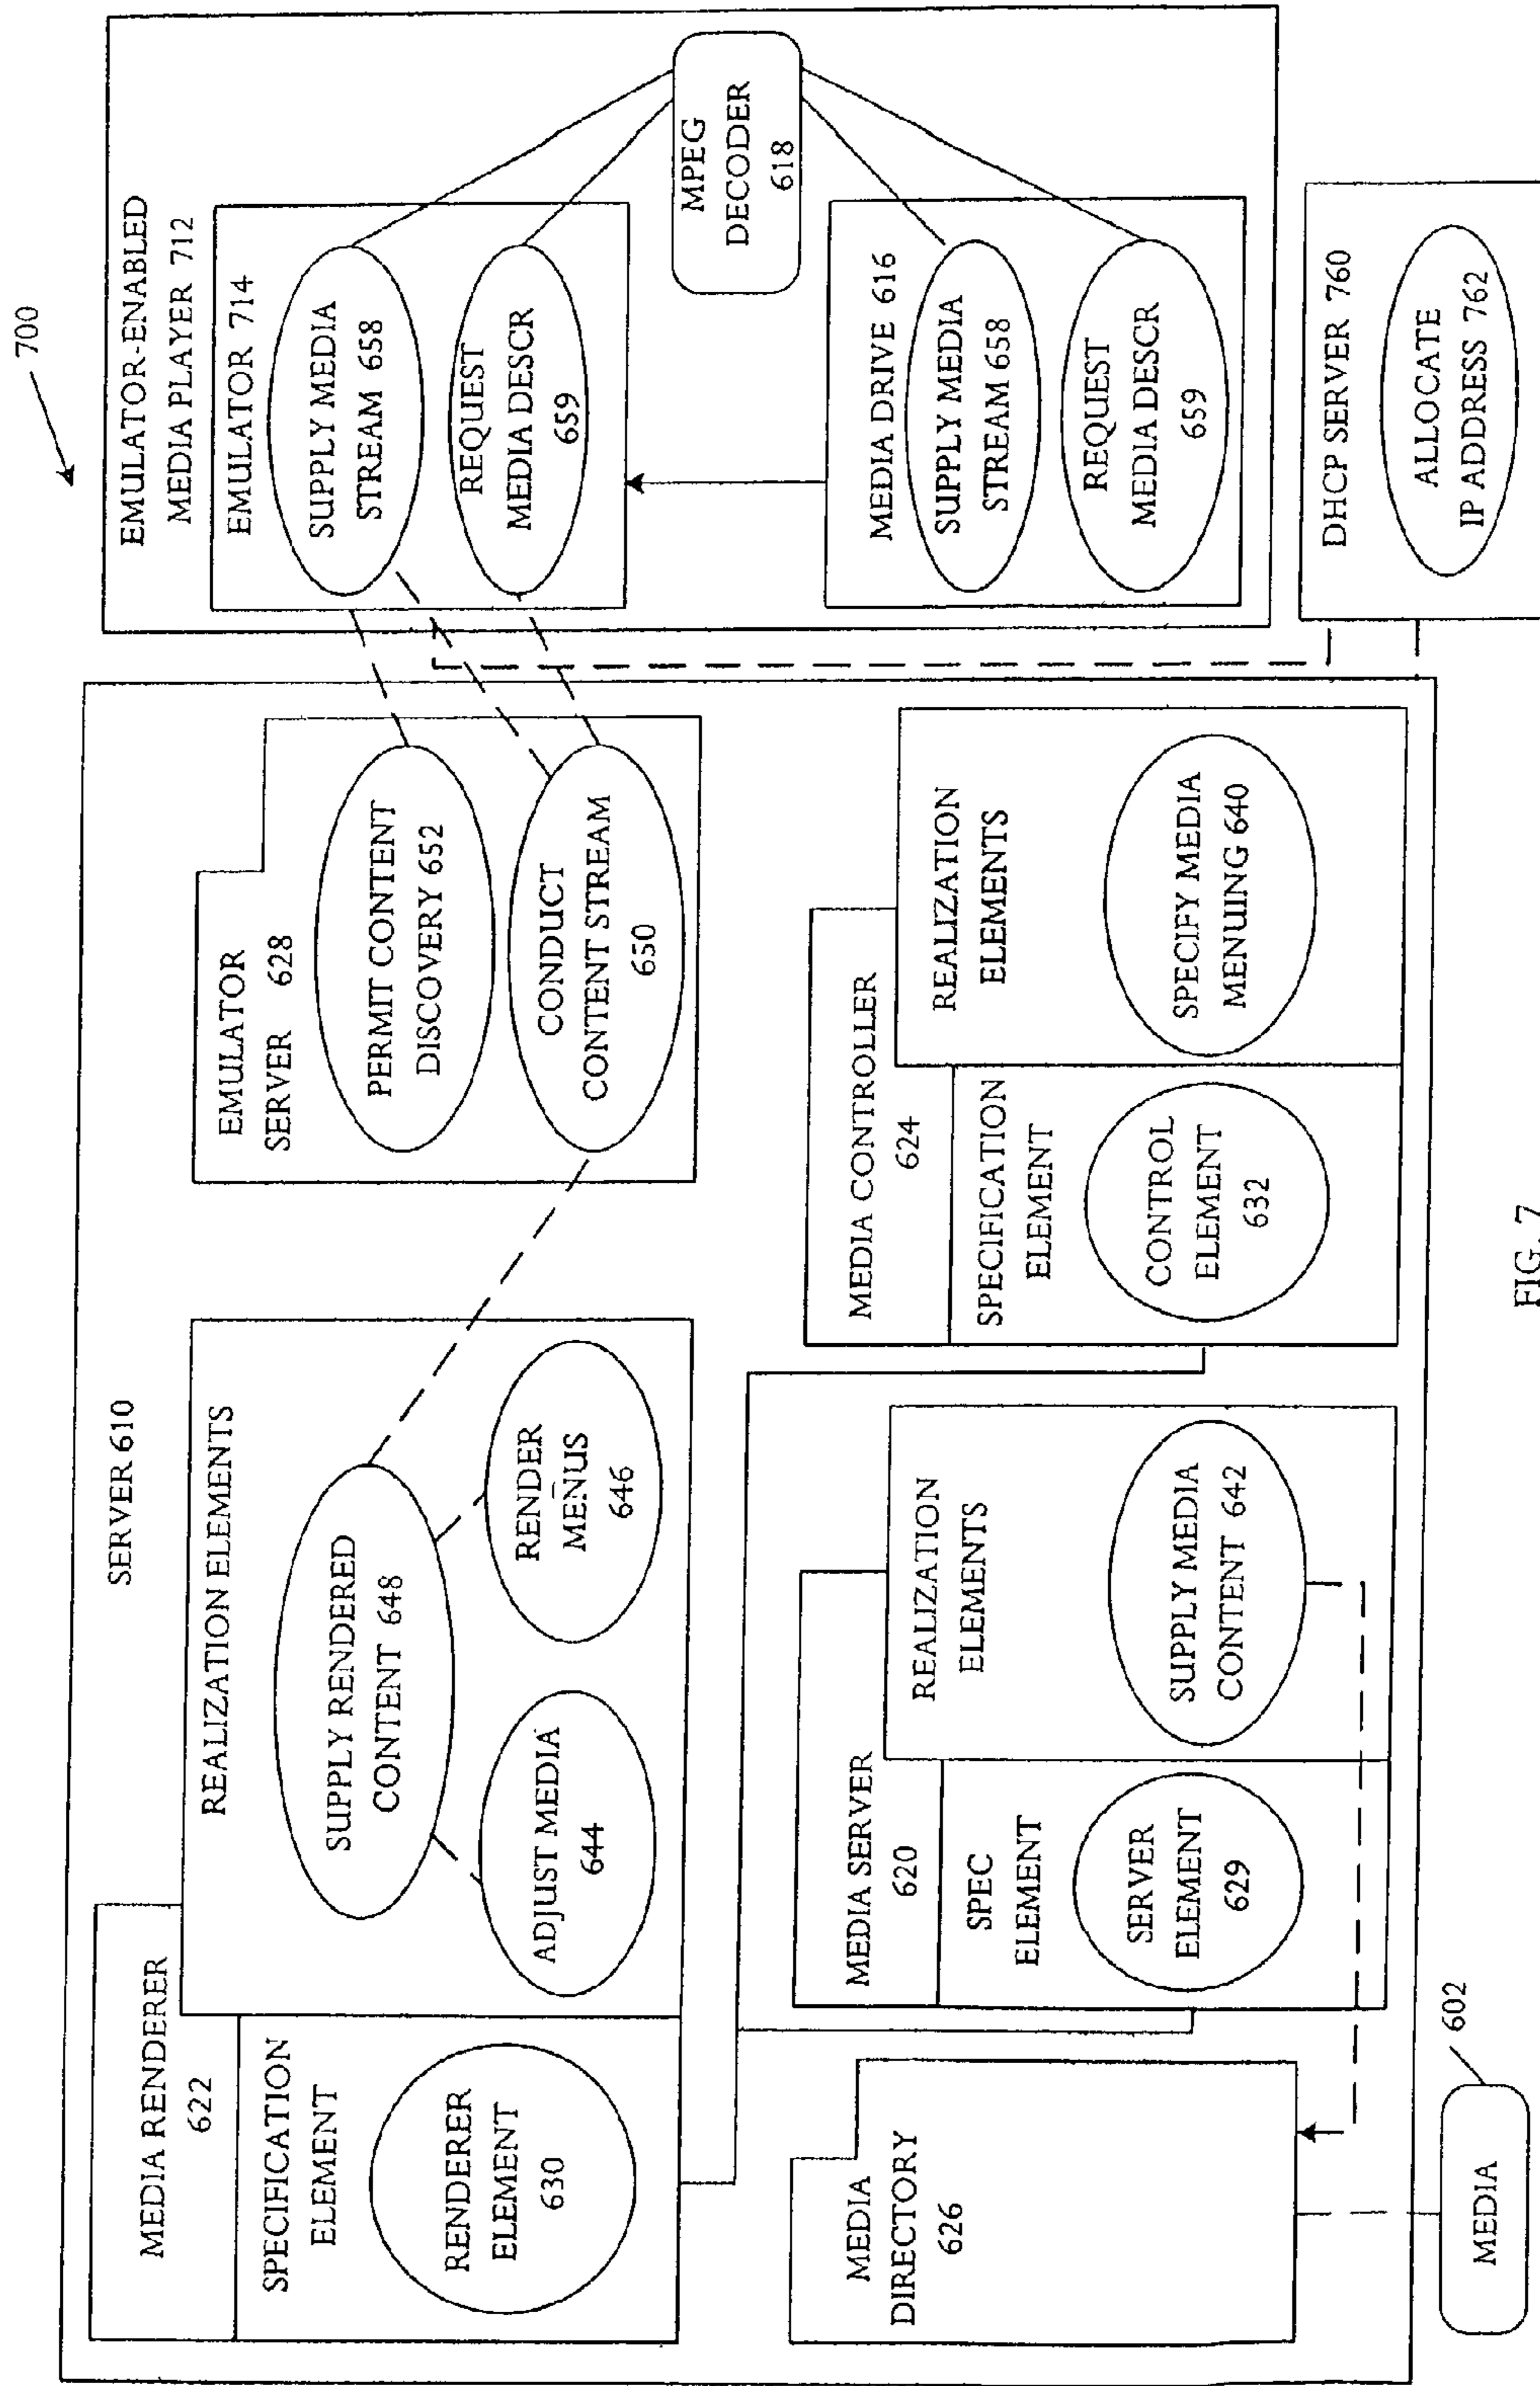 700
SERVER 610
MEDIA RENDERER
622
SPECIFICATION
ELEMENT
RENDERER
ELEMENT
630
REALIZATION ELEMENTS
SUPPLY RENDERED
CONTENT 648
ADJUST MEDIA
644
RENDER
MENUS
646
EMULATOR
SERVER 628
PERMIT CONTENT
DISCOVERY 652
CONDUCT
CONTENT STREAM
650
EMULATOR-ENABLED
MEDIA PLAYER 712
EMULATOR 714
SUPPLY MEDIA
STREAM 658
REQUEST
MEDIA DESCR
659
MPEG
DECODER
618
MEDIA DRIVE 616
SUPPLY MEDIA
STREAM 658
REQUEST
MEDIA DESCR
659
MEDIA
DIRECTORY
626
MEDIA SERVER
620
SPEC
ELEMENT
SERVER
ELEMENT
629
REALIZATION
ELEMENTS
SUPPLY MEDIA
CONTENT 642
MEDIA CONTROLLER
624
SPECIFICATION
ELEMENT
CONTROL
ELEMENT
632
REALIZATION
ELEMENTS
SPECIFY MEDIA
MENUING 640
DHCP SERVER 760
ALLOCATE
IP ADDRESS 762
MEDIA
602
FIG. 7